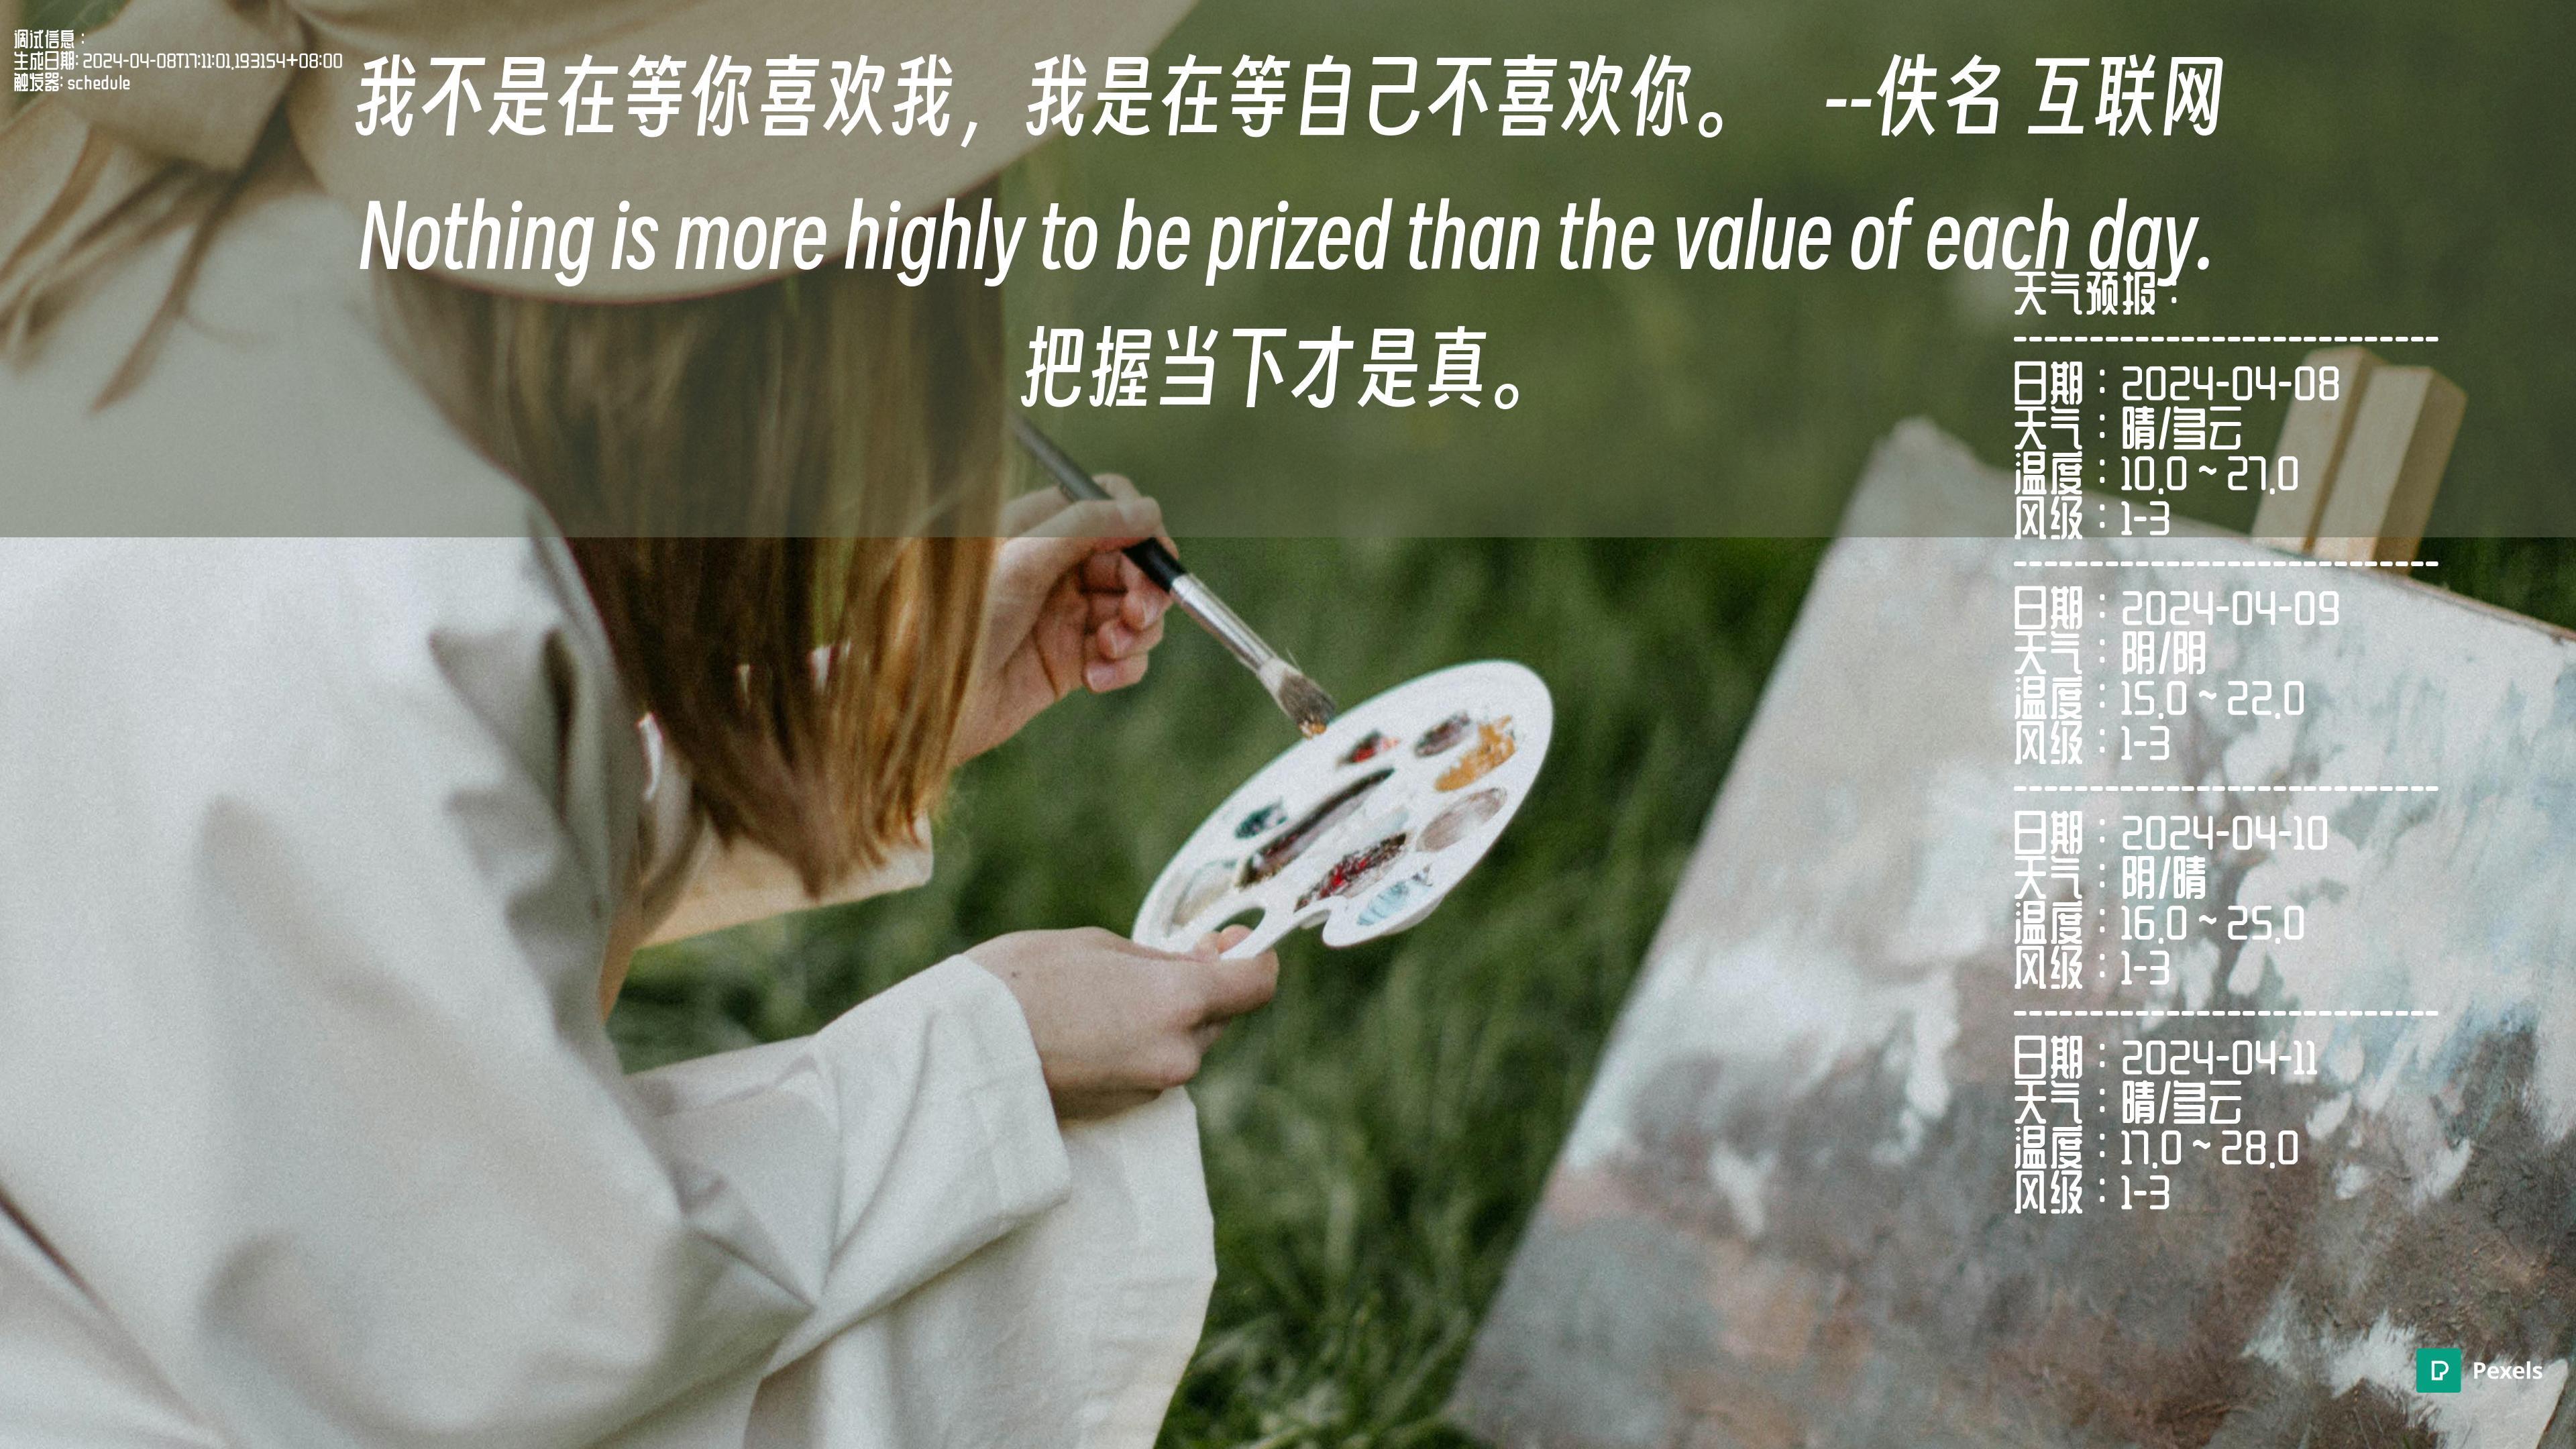 调试信息：
生成日期: 2024-04-08T17:11:01.193154+08:00
触发器: schedule
我不是在等你喜欢我，我是在等自己不喜欢你。 --佚名 互联网
Nothing is more highly to be prized than the value of each day.
把握当下才是真。
天气预报：
----------------------------
日期：2024-04-08
天气：晴/多云
温度：10.0 ~ 27.0
风级：1-3
----------------------------
日期：2024-04-09
天气：阴/阴
温度：15.0 ~ 22.0
风级：1-3
----------------------------
日期：2024-04-10
天气：阴/晴
温度：16.0 ~ 25.0
风级：1-3
----------------------------
日期：2024-04-11
天气：晴/多云
温度：17.0 ~ 28.0
风级：1-3
Pexels